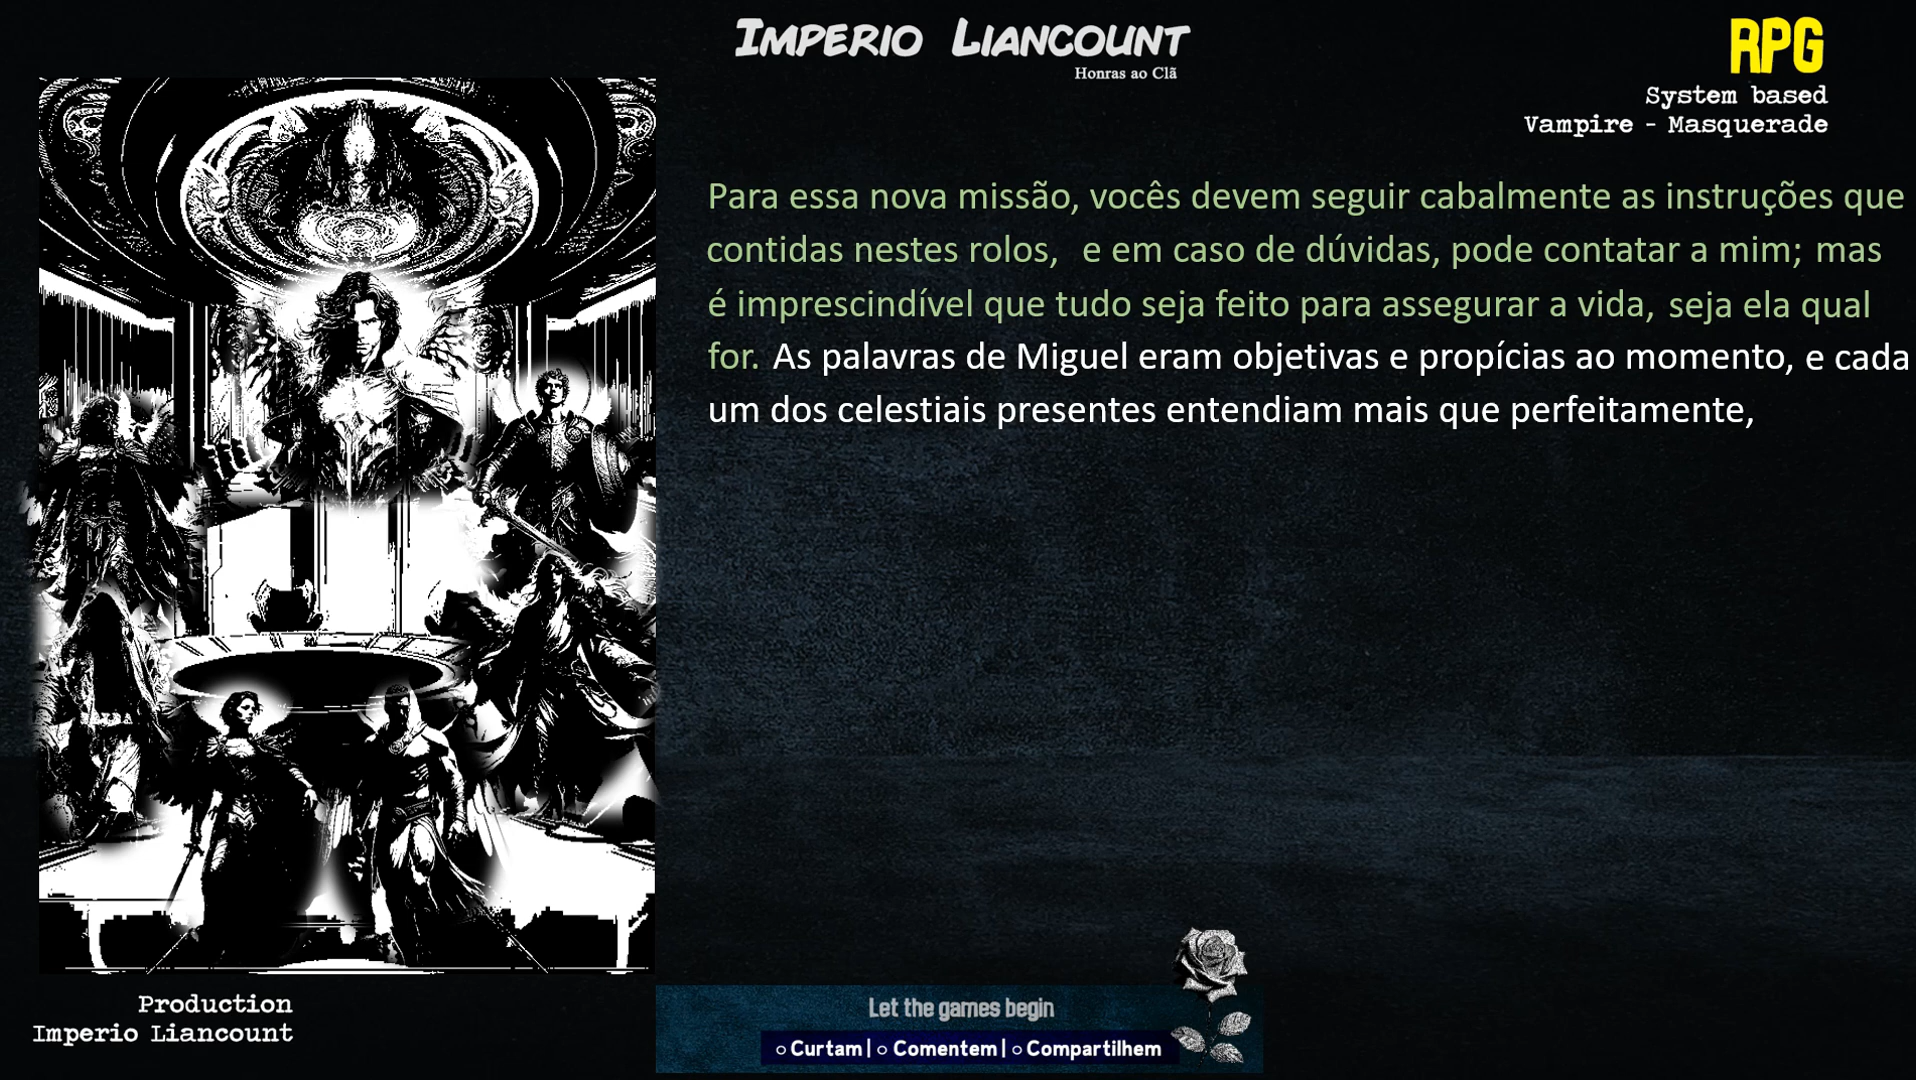 Imperio Liancount
Honras ao Clã
RPG
System based
Vampire - Masquerade
Para essa nova missão, vocês devem seguir cabalmente as instruções que
contidas nestes rolos, e em caso de dúvidas, pode contatar a mim; mas
é imprescindível que tudo seja feito para assegurar a vida, seja ela qual
for. As palavras de Miguel eram objetivas e propícias ao momento, e cada
um dos celestiais presentes entendiam mais que perfeitamente,
Production
Imperio Liancount
Let the games begin
○ Curtam| ○ Comentem| ○ Compartilhem